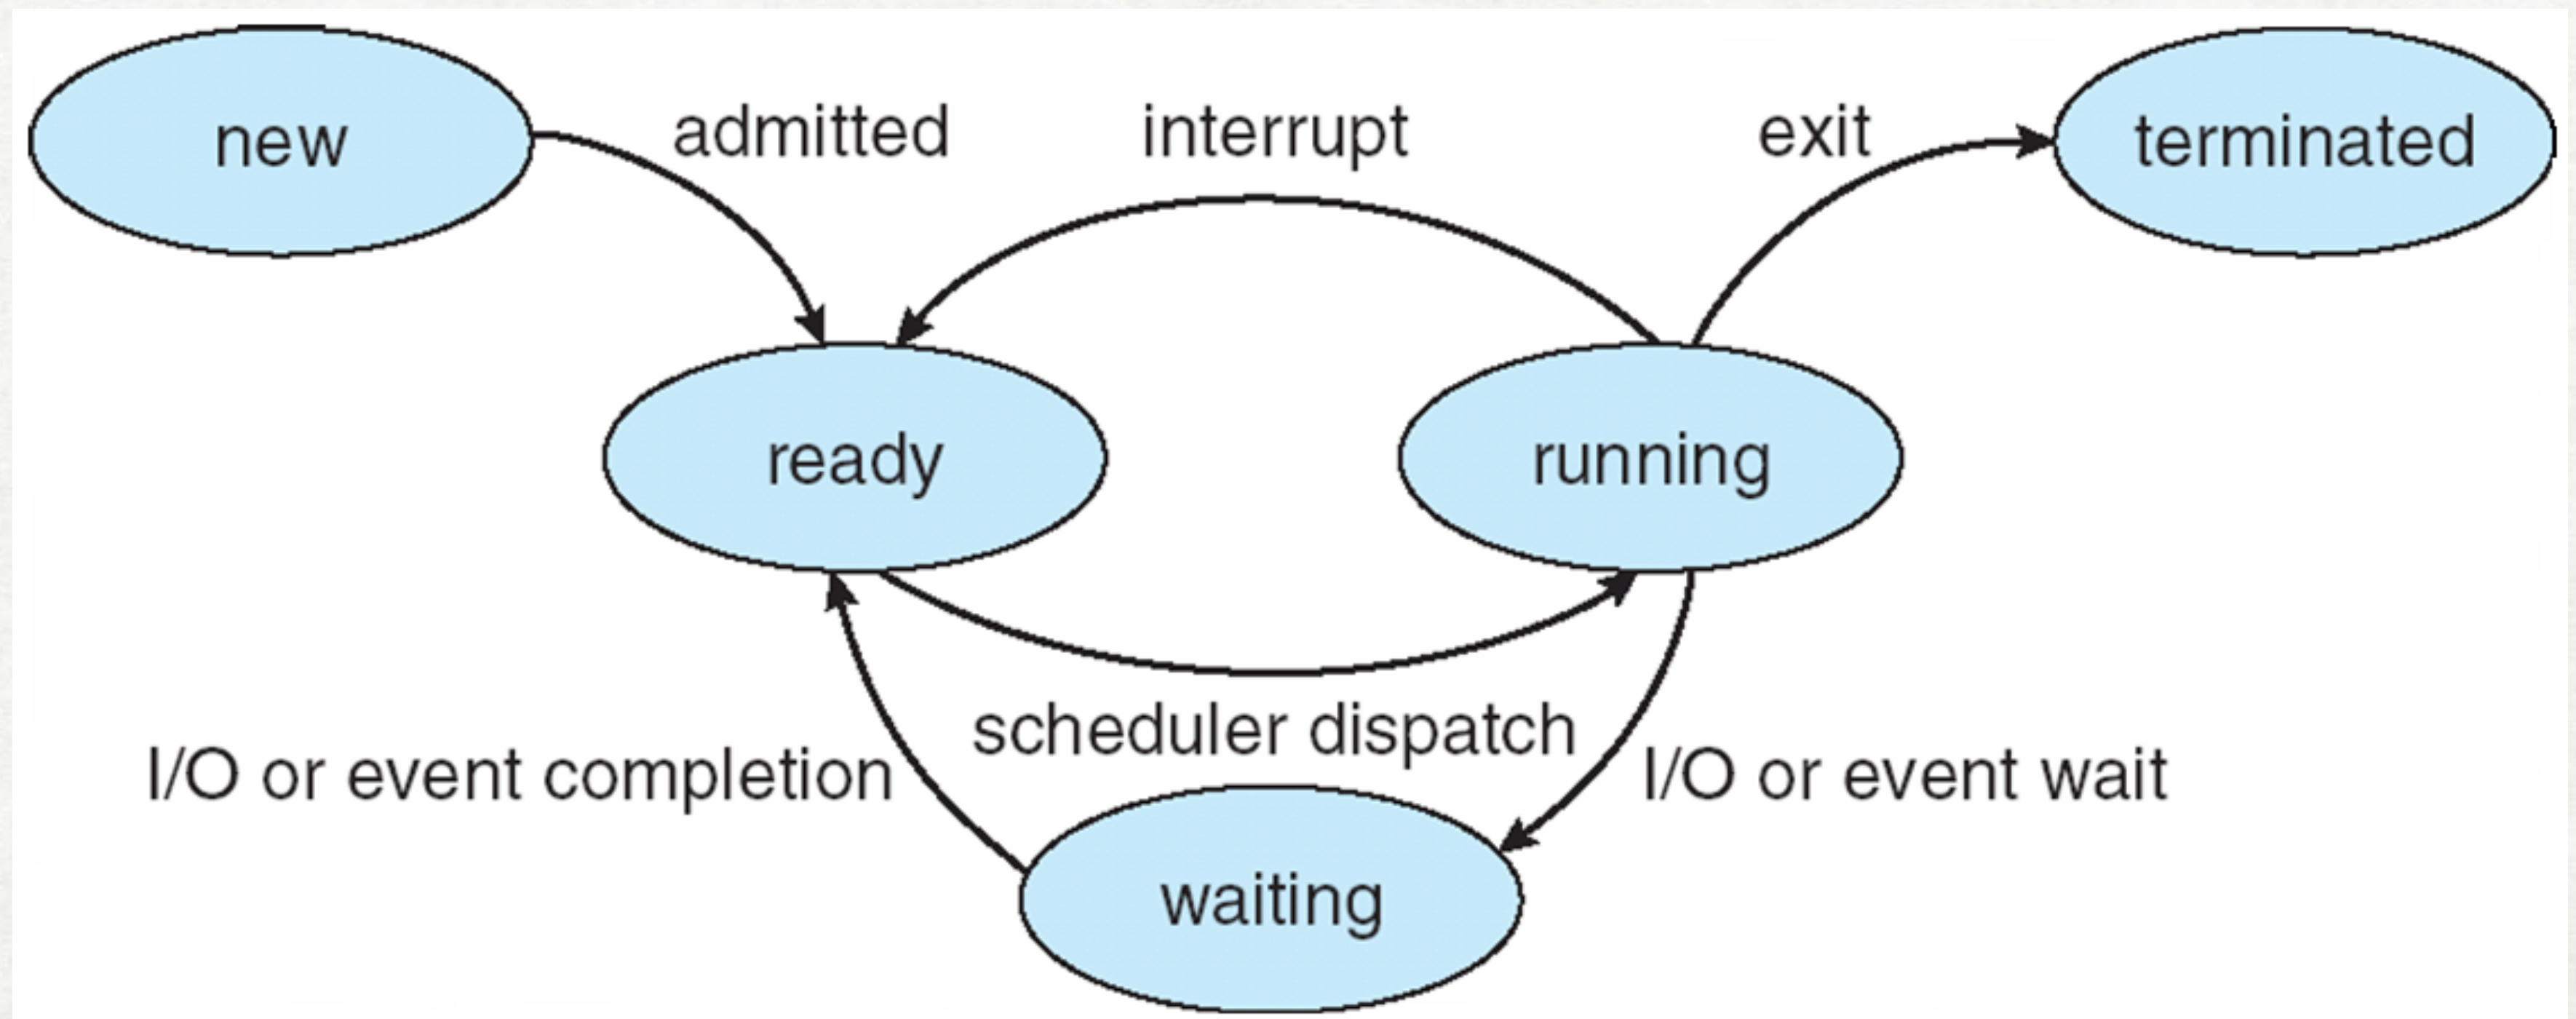 new
admitted
interrupt
exit
terminated
ready
running
scheduler dispatch
I/O or event completion
I/O or event wait
waiting